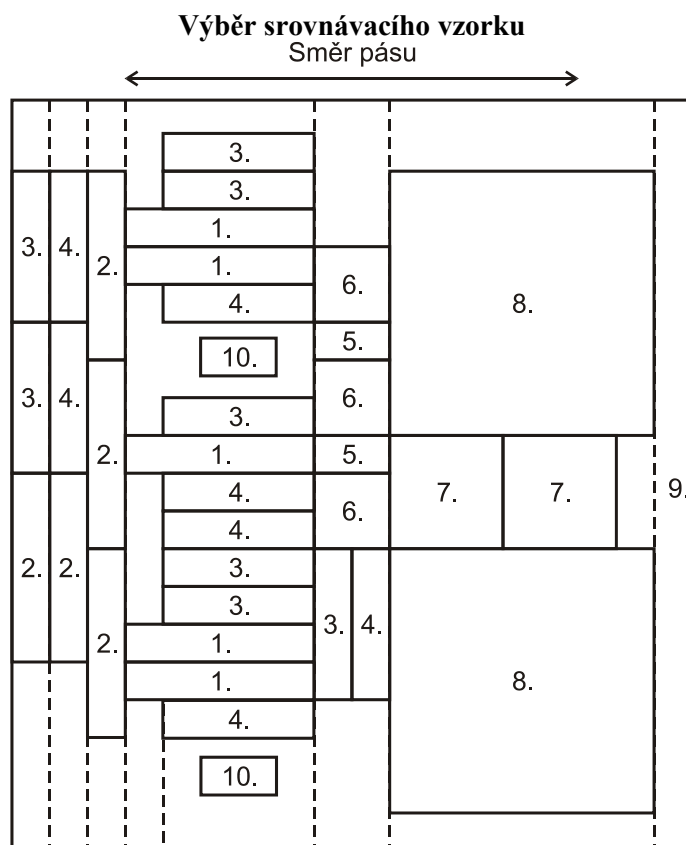 Výběr srovnávacího vzorku
Směr pásu
3.
3.
1.
3. 4. 2. 1. 6. 8.
4.
5.
10.
3. 4. 6.
3.
2. 1. 5.
4. 6. 7. 7. 9.
4.
2. 2. 3.
3.
2. 1. 3. 4.
1. 8.
4.
10.